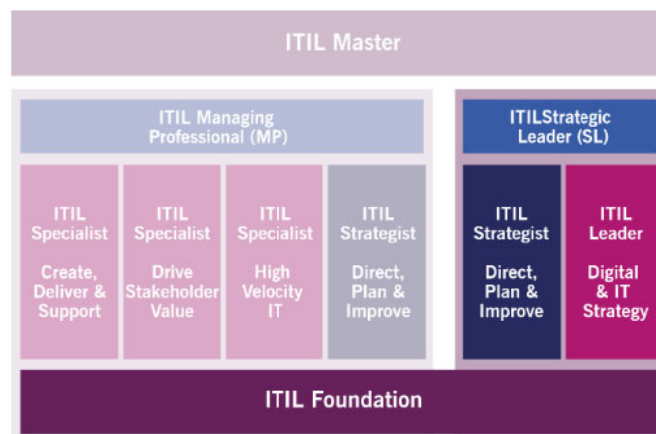 ITIL Master
ITIL Managing
Professional (MP)
ITILStrategic
Leader (SL)
ITIL
Specialist
Create,
Deliver &
Support
ITIL
Specialist
Drive
Stakeholder
Value
ITIL
Specialist
High
Velocity
IT
ITIL
Strategist
Direct,
Plan &
Improve
ITIL
Strategist
Direct,
Plan &
Improve
ITIL
Leader
Digital
& IT
Strategy
ITIL Foundation